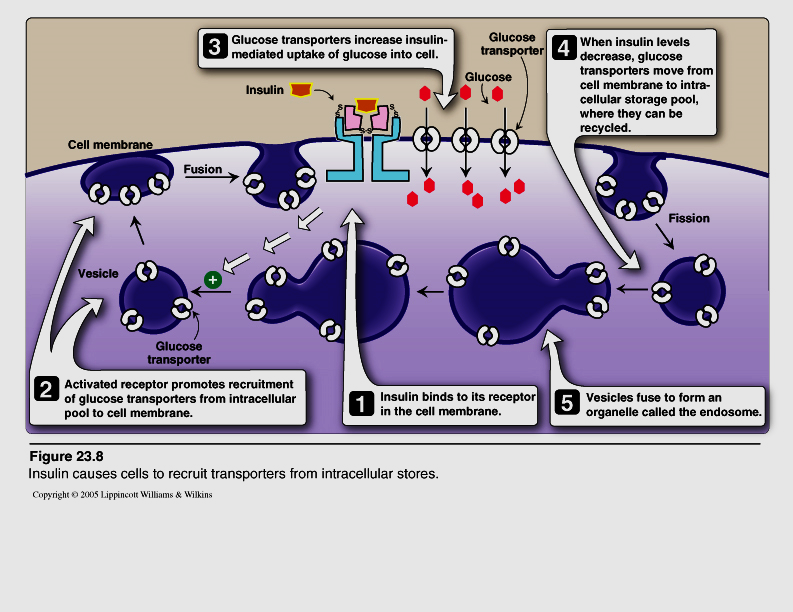 3
Glucose transporters increase insulin-
mediated uptake of glucose into cell.
Glucose
transporter
4
When insulin levels
decrease, glucose
transporters move from
cell membrane to intra-
cellular storage pool,
where they can be
recycled.
Glucose
Insulin
S
S
S
S
S-S
Cell membrane
Fusion
Fission
Vesicle
+
Glucose
transporter
2
Activated receptor promotes recruitment
of glucose transporters from intracellular
pool to cell membrane.
1
Insulin binds to its receptor
in the cell membrane.
5
Vesicles fuse to form an
organelle called the endosome.
Figure 23.8
Insulin causes cells to recruit transporters from intracellular stores.
Copyright © 2005 Lippincott Williams & Wilkins